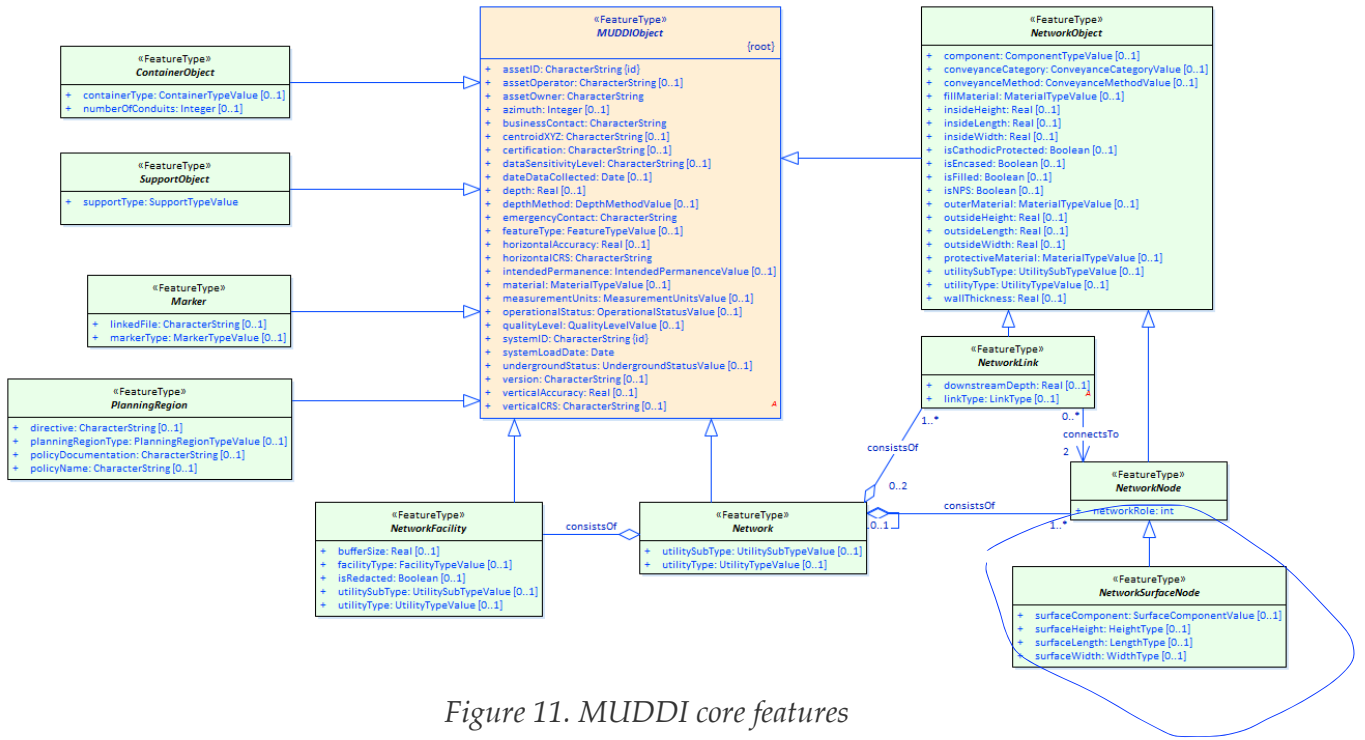 «FeatureType»
ContainerObject
+ containerType: ContainerTypeValue [0..1]
+ numberOfConduits: Integer [0..1]
«FeatureType»
SupportObject
+ supportType: SupportTypeValue
«FeatureType»
Marker
+ linkedFile: CharacterString [0..1]
+ markerType: MarkerTypeValue [0..1]
«FeatureType»
PlanningRegion
+ directive: CharacterString [0..1]
+ planningRegionType: PlanningRegionTypeValue [0..1]
+ policyDocumentation: CharacterString [0..1]
+ policyName: CharacterString [0..1]
«FeatureType»
MUDDIObject
{root}
+ assetID: CharacterString {id}
+ assetOperator: CharacterString [0..1]
+ assetOwner: CharacterString
+ azimuth: Integer [0..1]
+ businessContact: CharacterString
+ centroidXYZ: CharacterString [0..1]
+ certification: CharacterString [0..1]
+ dataSensitivityLevel: CharacterString [0..1]
+ dateDataCollected: Date [0..1]
+ depth: Real [0..1]
+ depthMethod: DepthMethodValue [0..1]
+ emergencyContact: CharacterString
+ featureType: FeatureTypeValue [0..1]
+ horizontalAccuracy: Real [0..1]
+ horizontalCRS: CharacterString
+ intendedPermanence: IntendedPermanenceValue [0..1]
+ material: MaterialTypeValue [0..1]
+ measurementUnits: MeasurementUnitsValue [0..1]
+ operationalStatus: OperationalStatusValue [0..1]
+ qualityLevel: QualityLevelValue [0..1]
+ systemID: CharacterString {id}
+ systemLoadDate: Date
+ undergroundStatus: UndergroundStatusValue [0..1]
+ version: CharacterString [0..1]
+ verticalAccuracy: Real [0..1]
+ verticalCRS: CharacterString [0..1]
A
«FeatureType»
NetworkObject
+ component: ComponentTypeValue [0..1]
+ conveyanceCategory: ConveyanceCategoryValue [0..1]
+ conveyanceMethod: ConveyanceMethodValue [0..1]
+ fillMaterial: MaterialTypeValue [0..1]
+ insideHeight: Real [0..1]
+ insideLength: Real [0..1]
+ insideWidth: Real [0..1]
+ isCathodicProtected: Boolean [0..1]
+ isEncased: Boolean [0..1]
+ isFilled: Boolean [0..1]
+ isNPS: Boolean [0..1]
+ outerMaterial: MaterialTypeValue [0..1]
+ outsideHeight: Real [0..1]
+ outsideLength: Real [0..1]
+ outsideWidth: Real [0..1]
+ protectiveMaterial: MaterialTypeValue [0..1]
+ utilitySubType: UtilitySubTypeValue [0..1]
+ utilityType: UtilityTypeValue [0..1]
+ wallThickness: Real [0..1]
«FeatureType»
NetworkLink
+ downstreamDepth: Real [0..1]
+ linkType: LinkType [0..1]
A
1..*
0..*
consistsOf
connectsTo
0..2
2
«FeatureType»
NetworkFacility
+ bufferSize: Real [0..1]
+ facilityType: FacilityTypeValue [0..1]
+ isRedacted: Boolean [0..1]
+ utilitySubType: UtilitySubTypeValue [0..1]
+ utilityType: UtilityTypeValue [0..1]
consistsOf
«FeatureType»
Network
+ utilitySubType: UtilitySubTypeValue [0..1]
+ utilityType: UtilityTypeValue [0..1]
0..1
consistsOf
1..*
«FeatureType»
NetworkNode
+ networkRole: int
«FeatureType»
NetworkSurfaceNode
+ surfaceComponent: SurfaceComponentValue [0..1]
+ surfaceHeight: HeightType [0..1]
+ surfaceLength: LengthType [0..1]
+ surfaceWidth: WidthType [0..1]
Figure 11. MUDDI core features